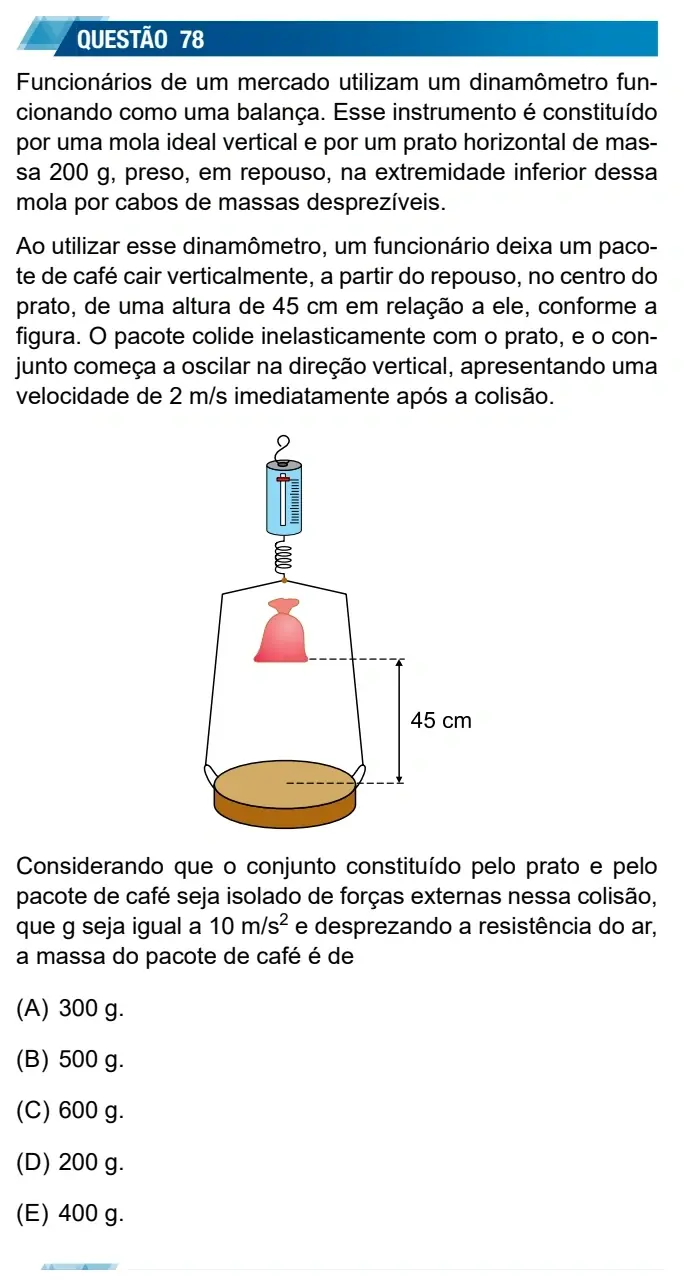 QUESTÃO 78
Funcionários de um mercado utilizam um dinamômetro fun-
cionando como uma balança. Esse instrumento é constituído
por uma mola ideal vertical e por um prato horizontal de mas-
sa 200 g, preso, em repouso, na extremidade inferior dessa
mola por cabos de massas desprezíveis.
Ao utilizar esse dinamômetro, um funcionário deixa um paco-
te de café cair verticalmente, a partir do repouso, no centro do
prato, de uma altura de 45 cm em relação a ele, conforme a
figura. O pacote colide inelasticamente com o prato, e o con-
junto começa a oscilar na direção vertical, apresentando uma
velocidade de 2 m/s imediatamente após a colisão.
45 cm
Considerando que o conjunto constituído pelo prato e pelo
pacote de café seja isolado de forças externas nessa colisão,
que g seja igual a 10 m/s² e desprezando a resistência do ar,
a massa do pacote de café é de
(A) 300 g.
(B) 500 g.
(C) 600 g.
(D) 200 g.
(E) 400 g.